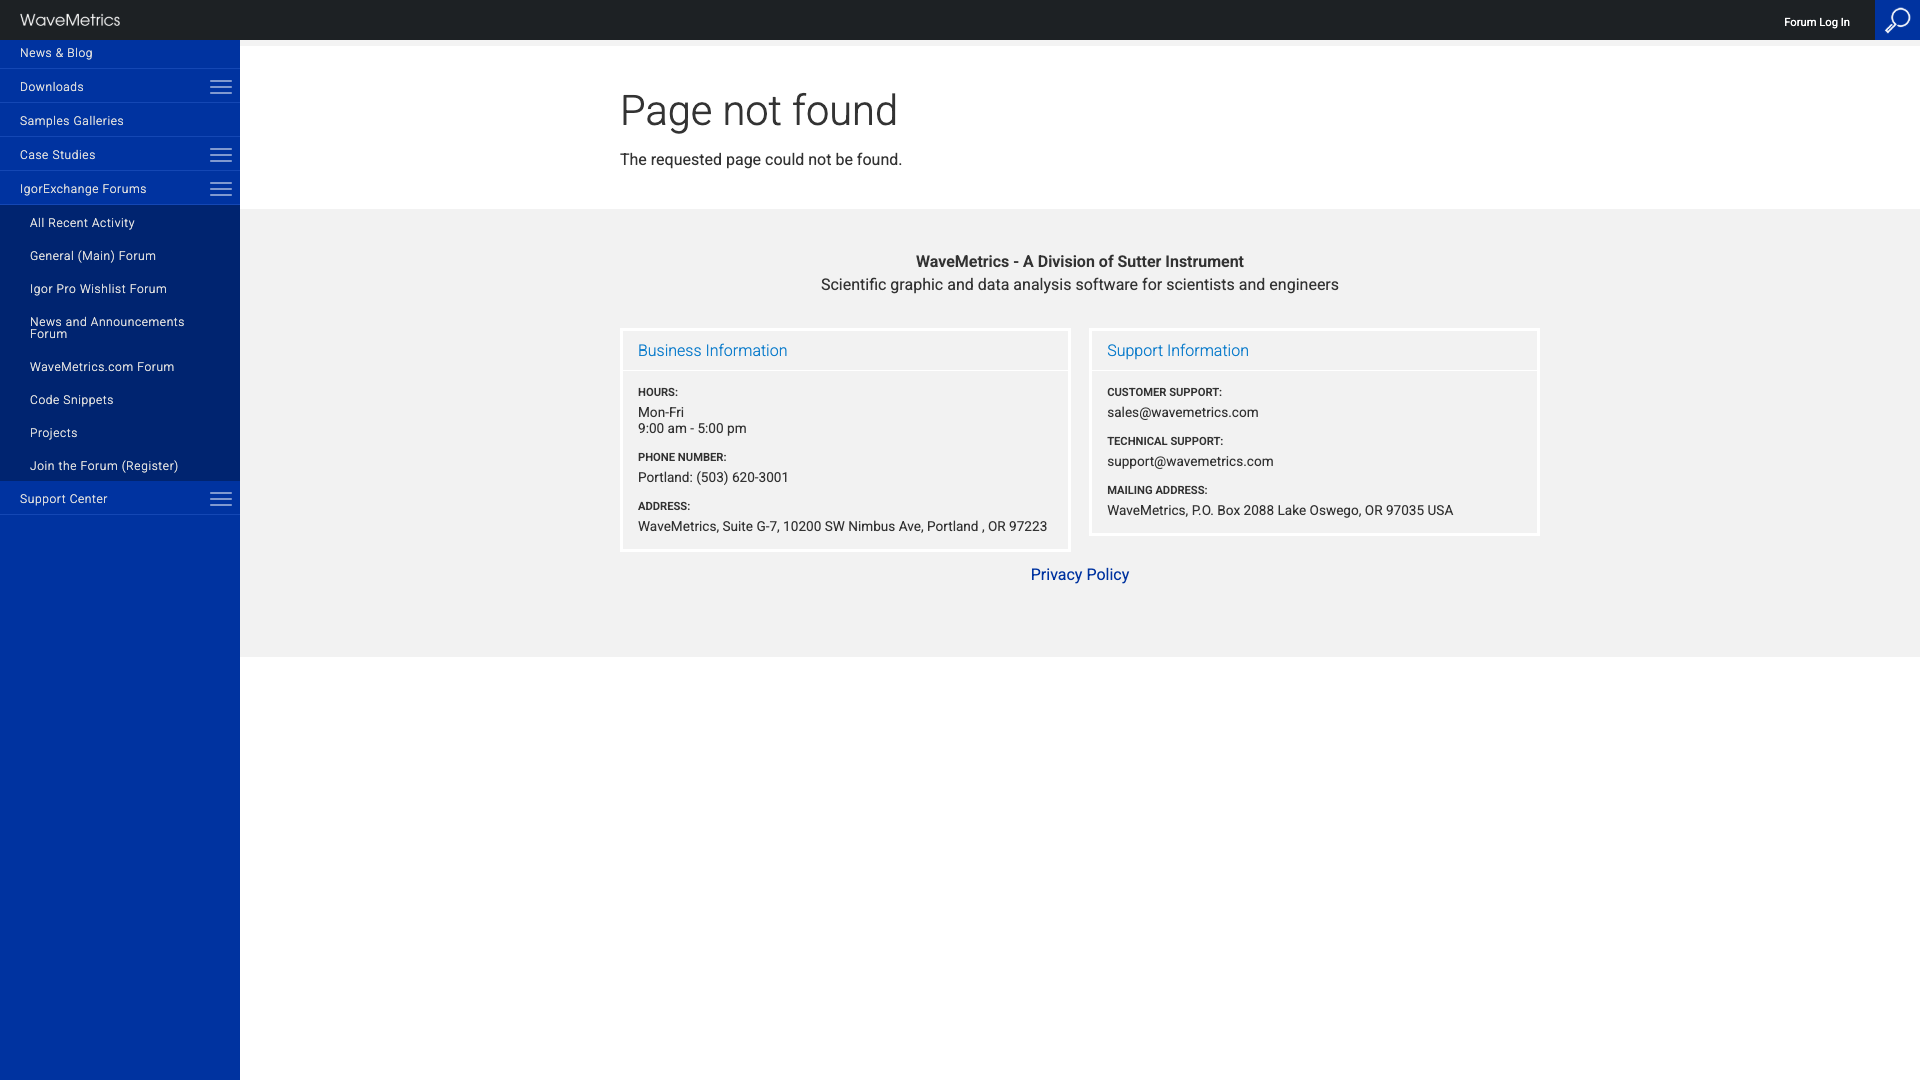 WaveMetrics
Forum Log In
News & Blog
Downloads
Samples Galleries
Case Studies
IgorExchange Forums
All Recent Activity
General (Main) Forum
Igor Pro Wishlist Forum
News and Announcements
Forum
WaveMetrics.com Forum
Code Snippets
Projects
Join the Forum (Register)
Support Center
Page not found
The requested page could not be found.
WaveMetrics - A Division of Sutter Instrument
Scientific graphic and data analysis software for scientists and engineers
Business Information
HOURS:
Mon-Fri
9:00 am - 5:00 pm
PHONE NUMBER:
Portland: (503) 620-3001
ADDRESS:
WaveMetrics, Suite G-7, 10200 SW Nimbus Ave, Portland , OR 97223
Support Information
CUSTOMER SUPPORT:
sales@wavemetrics.com
TECHNICAL SUPPORT:
support@wavemetrics.com
MAILING ADDRESS:
WaveMetrics, P.O. Box 2088 Lake Oswego, OR 97035 USA
Privacy Policy